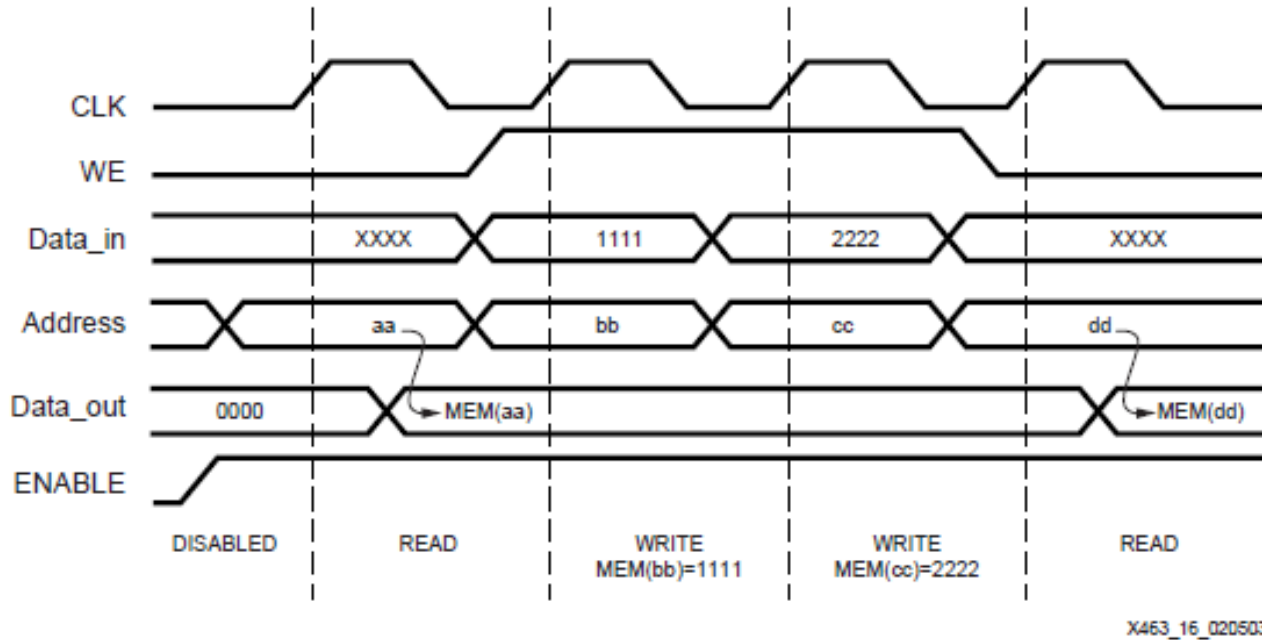 CLK
WE
Data_in XXXX 1111 2222 XXXX
Address aa bb cc dd
Data_out 0000 MEM(aa) MEM(dd)
ENABLE
DISABLED READ WRITE WRITE READ
MEM(bb)=1111 MEM(cc)=2222
X463_16_020503